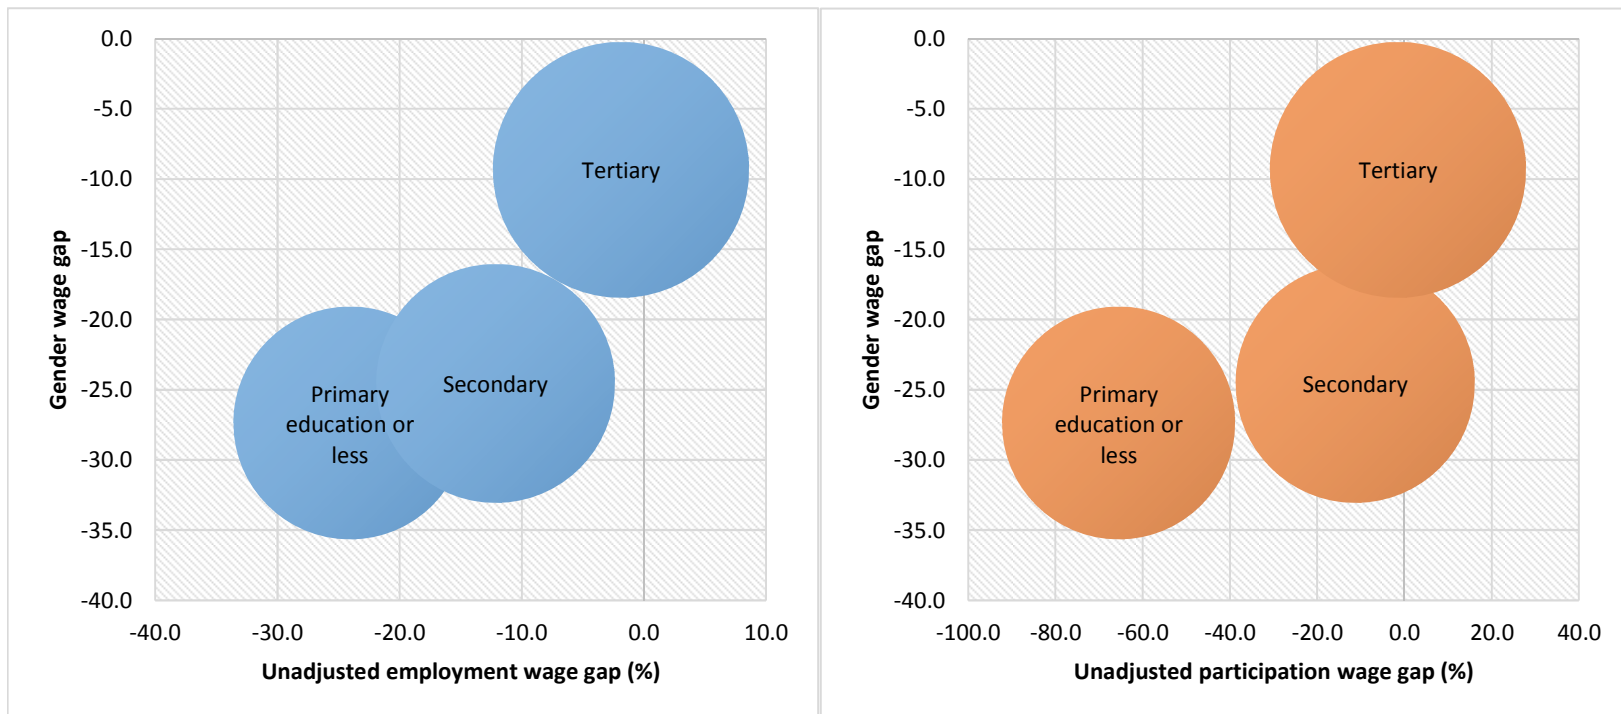 0.0
-5.0
-10.0
-15.0
-20.0
-25.0
-30.0
-35.0
-40.0
Gender wage gap
Tertiary
Secondary
Primary
education or
less
-40.0 -30.0 -20.0 -10.0 0.0 10.0
Unadjusted employment wage gap (%)
0.0
-5.0
-10.0
-15.0
-20.0
-25.0
-30.0
-35.0
-40.0
Gender wage gap
Tertiary
Secondary
Primary
education or
less
-100.0 -80.0 -60.0 -40.0 -20.0 0.0 20.0 40.0
Unadjusted participation wage gap (%)